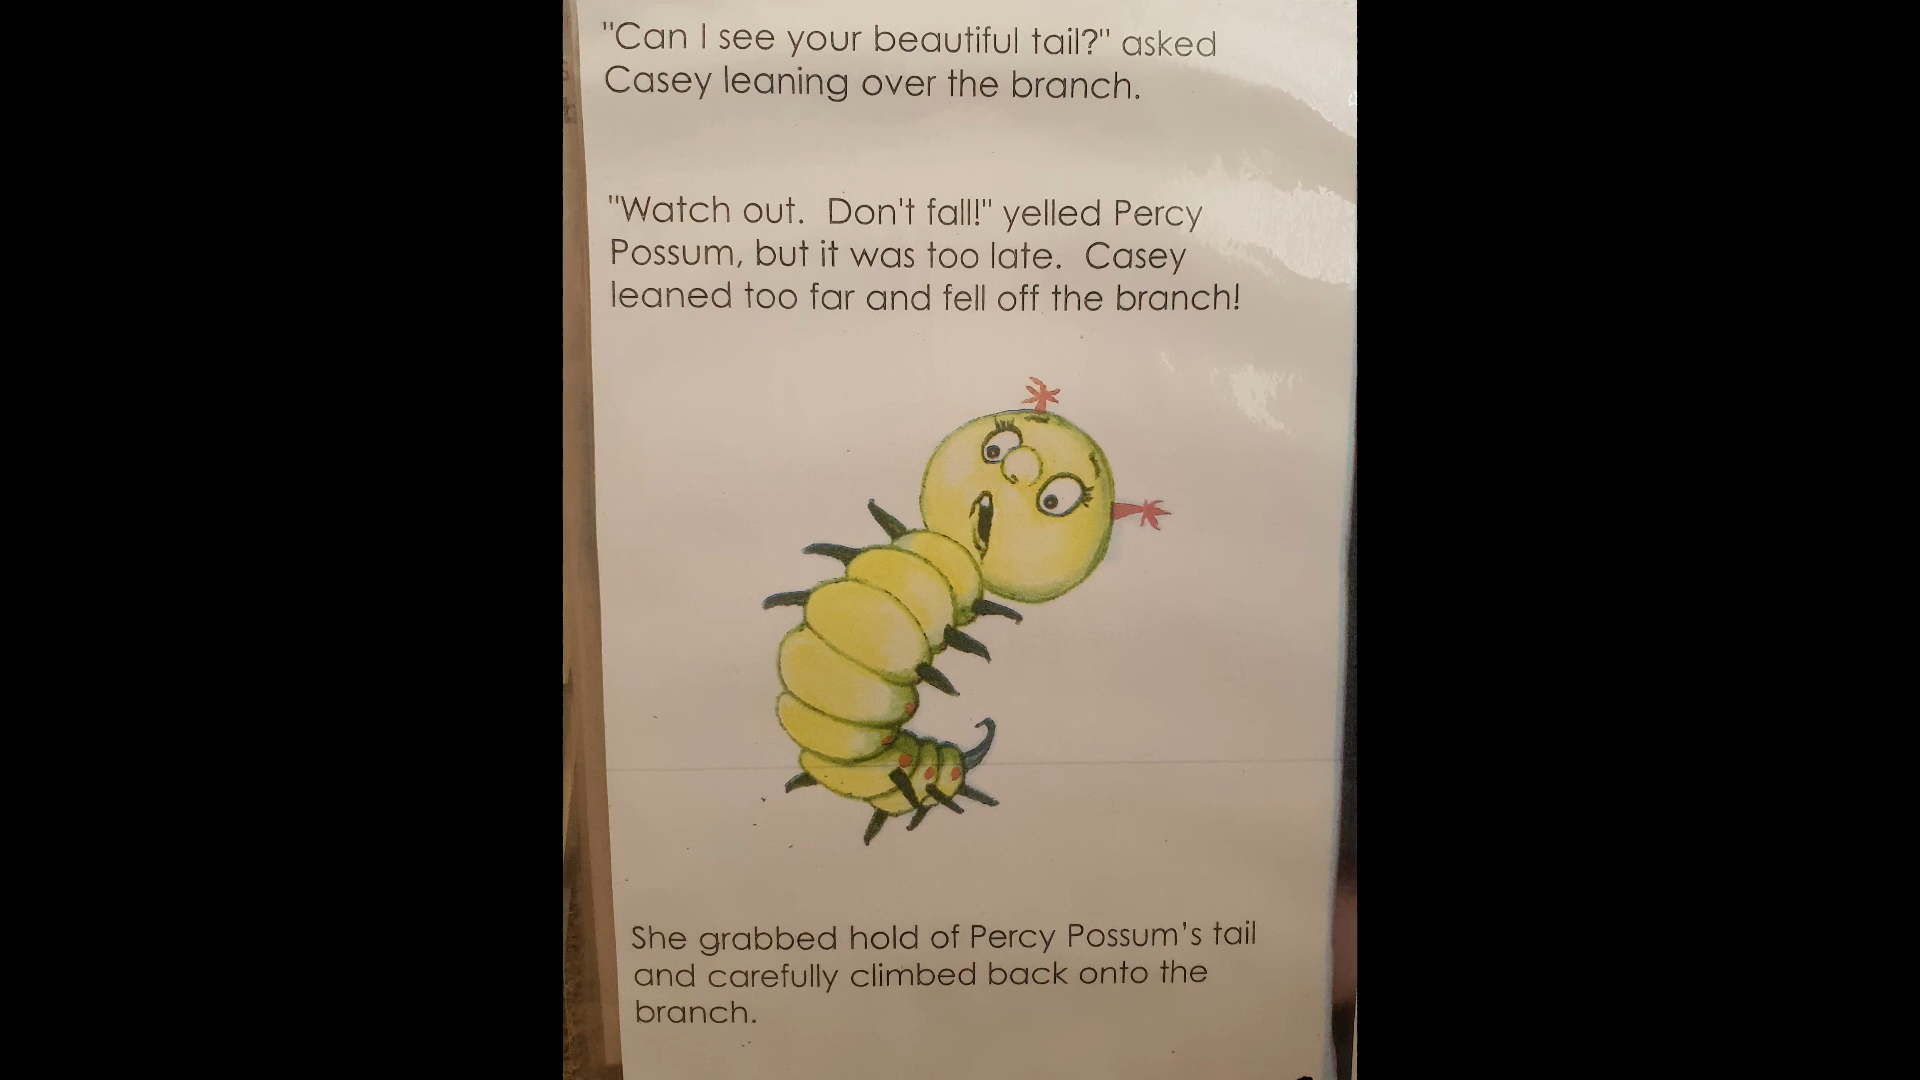 "Can I see your beautiful tail?" asked
Casey leaning over the branch.
"Watch out.  Don't fall!" yelled Percy
Possum, but it was too late.  Casey
leaned too far and fell off the branch!
She grabbed hold of Percy Possum's tail
and carefully climbed back onto the
branch.